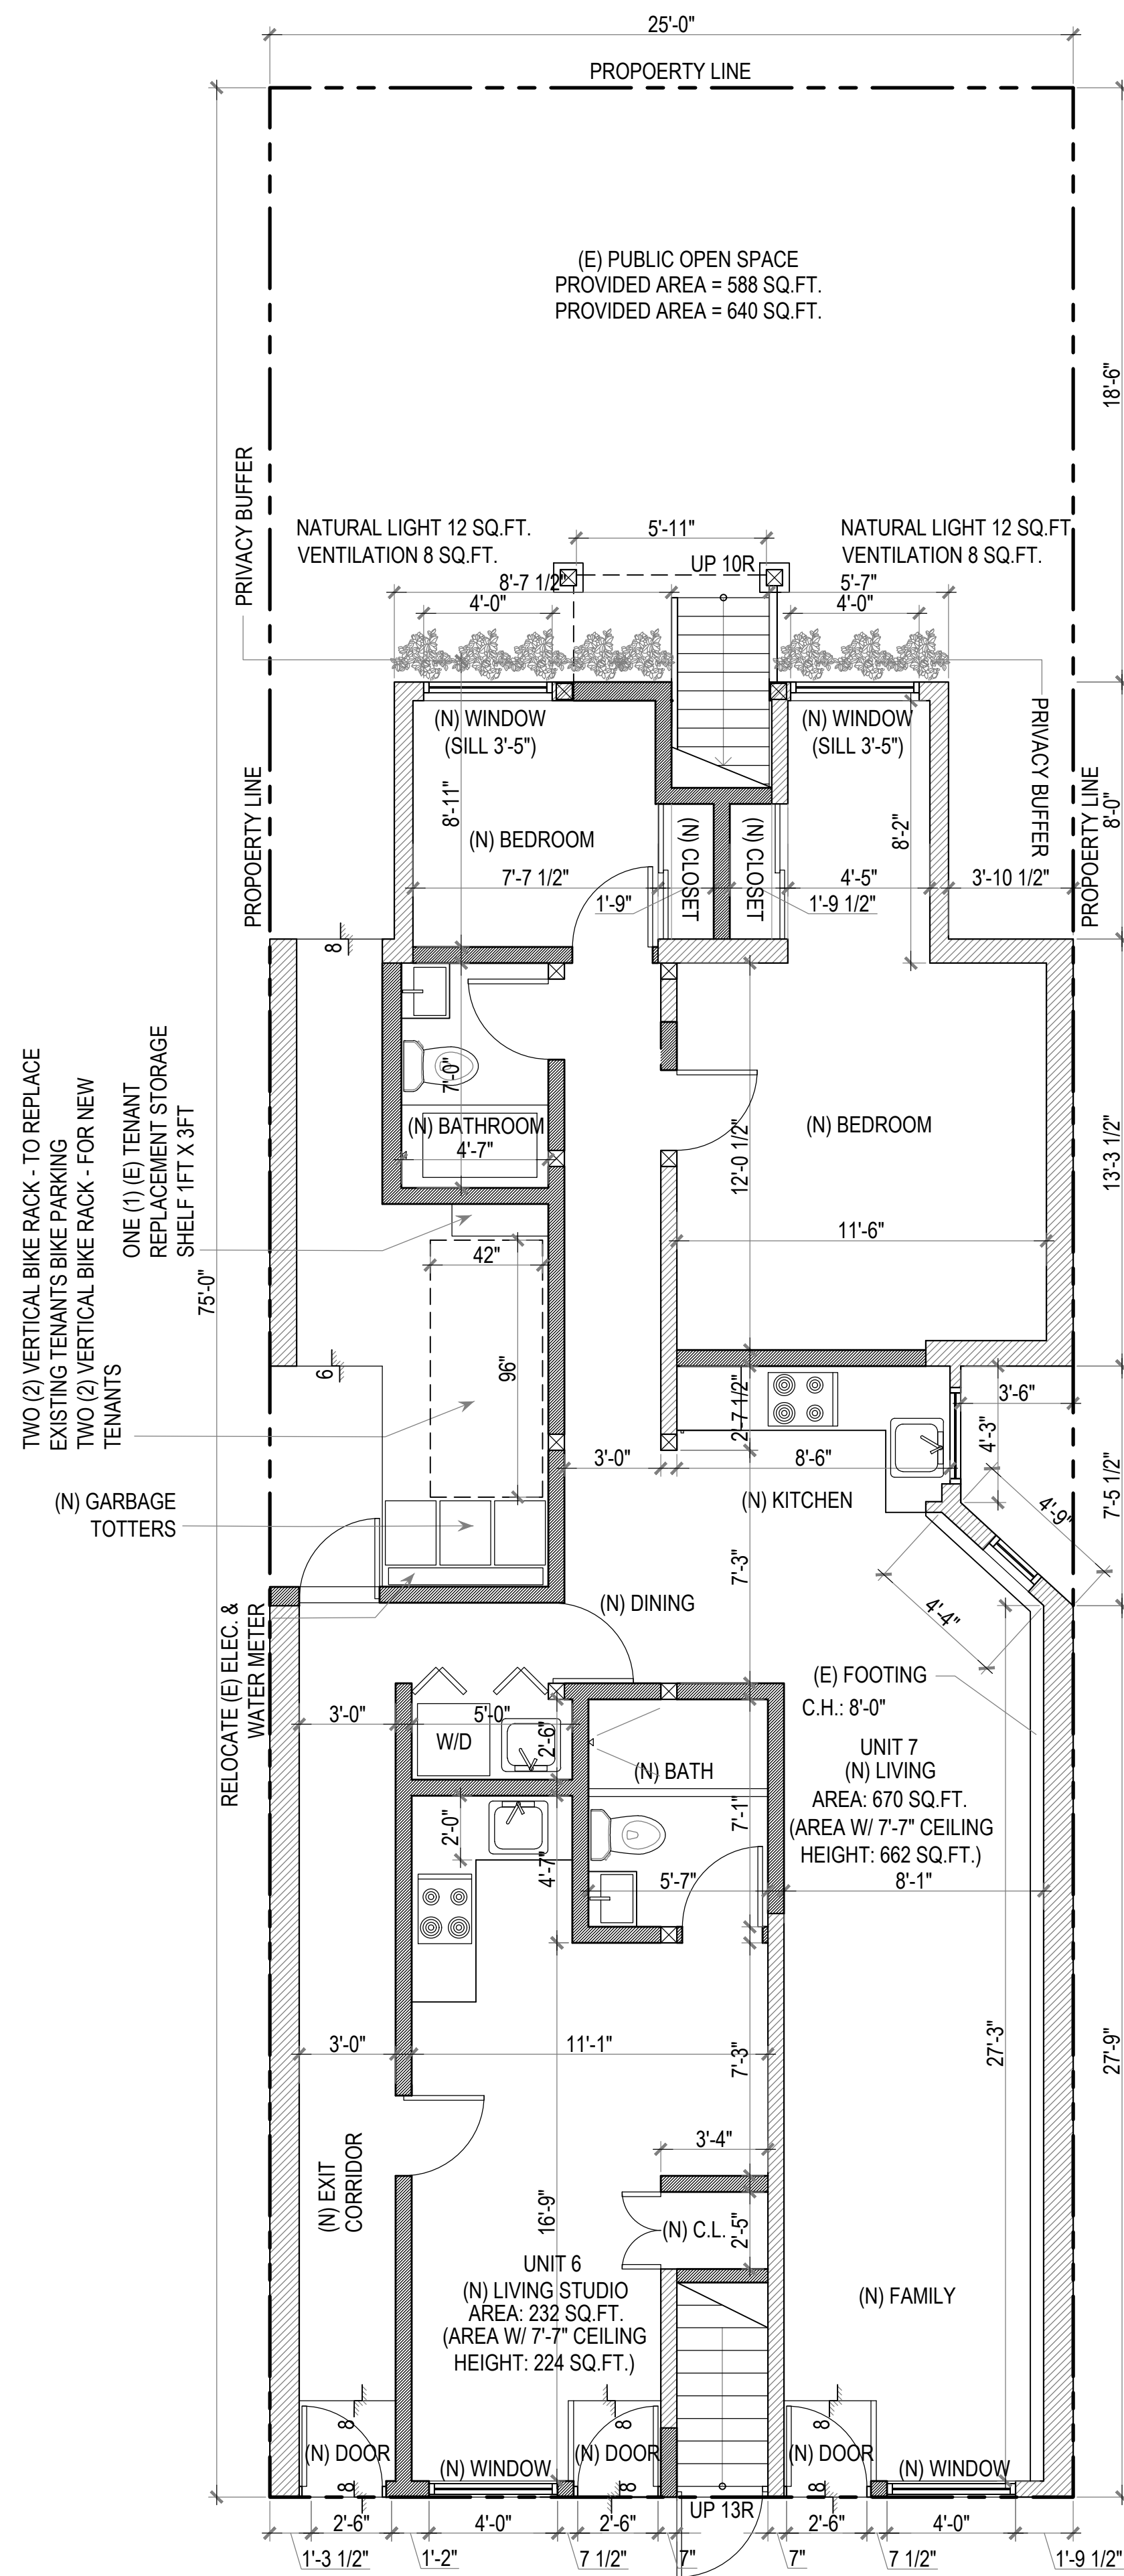 25'-0"
PROPOERTY LINE
(E) PUBLIC OPEN SPACE
PROVIDED AREA = 588 SQ.FT.
PROVIDED AREA = 640 SQ.FT.
18'-6"
PRIVACY BUFFER
NATURAL LIGHT 12 SQ.FT.
VENTILATION 8 SQ.FT.
5'-11"
UP 10R
NATURAL LIGHT 12 SQ.FT.
VENTILATION 8 SQ.FT.
8'-7 1/2"
4'-0"
5'-7"
4'-0"
(N) WINDOW
(SILL 3'-5")
(N) WINDOW
(SILL 3'-5")
PRIVACY BUFFER
PROPOERTY LINE
PROPOERTY LINE
8'-0"
8'-11"
(N) BEDROOM
(N) CLOSET
(N) CLOSET
8'-2"
7'-7 1/2"
4'-5"
3'-10 1/2"
1'-9"
1'-9 1/2"
8
7'-0"
(N) BATHROOM
4'-7"
(N) BEDROOM
12'-0 1/2"
13'-3 1/2"
11'-6"
TWO (2) VERTICAL BIKE RACK - TO REPLACE
EXISTING TENANTS BIKE PARKING
TWO (2) VERTICAL BIKE RACK - FOR NEW
TENANTS
ONE (1) (E) TENANT
REPLACEMENT STORAGE
SHELF 1FT X 3FT
75'-0"
42"
96"
6
2'-7 1/2"
3'-6"
4'-3"
3'-0"
8'-6"
(N) KITCHEN
7'-5 1/2"
4'-9"
(N) GARBAGE
TOTTERS
7'-3"
(N) DINING
4'-4"
RELOCATE (E) ELEC. &
WATER METER
(E) FOOTING
C.H.: 8'-0"
3'-0"
5'-0"
W/D
2'-6"
(N) BATH
UNIT 7
(N) LIVING
AREA: 670 SQ.FT.
(AREA W/ 7'-7" CEILING
HEIGHT: 662 SQ.FT.)
2'-0"
4'-7"
7'-1"
5'-7"
8'-1"
3'-0"
11'-1"
7'-3"
27'-3"
27'-9"
3'-4"
(N) EXIT
CORRIDOR
16'-9"
(N) C.L.
2'-5"
UNIT 6
(N) LIVING STUDIO
AREA: 232 SQ.FT.
(AREA W/ 7'-7" CEILING
HEIGHT: 224 SQ.FT.)
(N) FAMILY
8
8
8
(N) DOOR
(N) WINDOW
(N) DOOR
(N) DOOR
(N) WINDOW
8
8
8
UP 13R
2'-6"
4'-0"
2'-6"
2'-6"
4'-0"
1'-3 1/2"
1'-2"
7 1/2"
7"
7"
7 1/2"
1'-9 1/2"